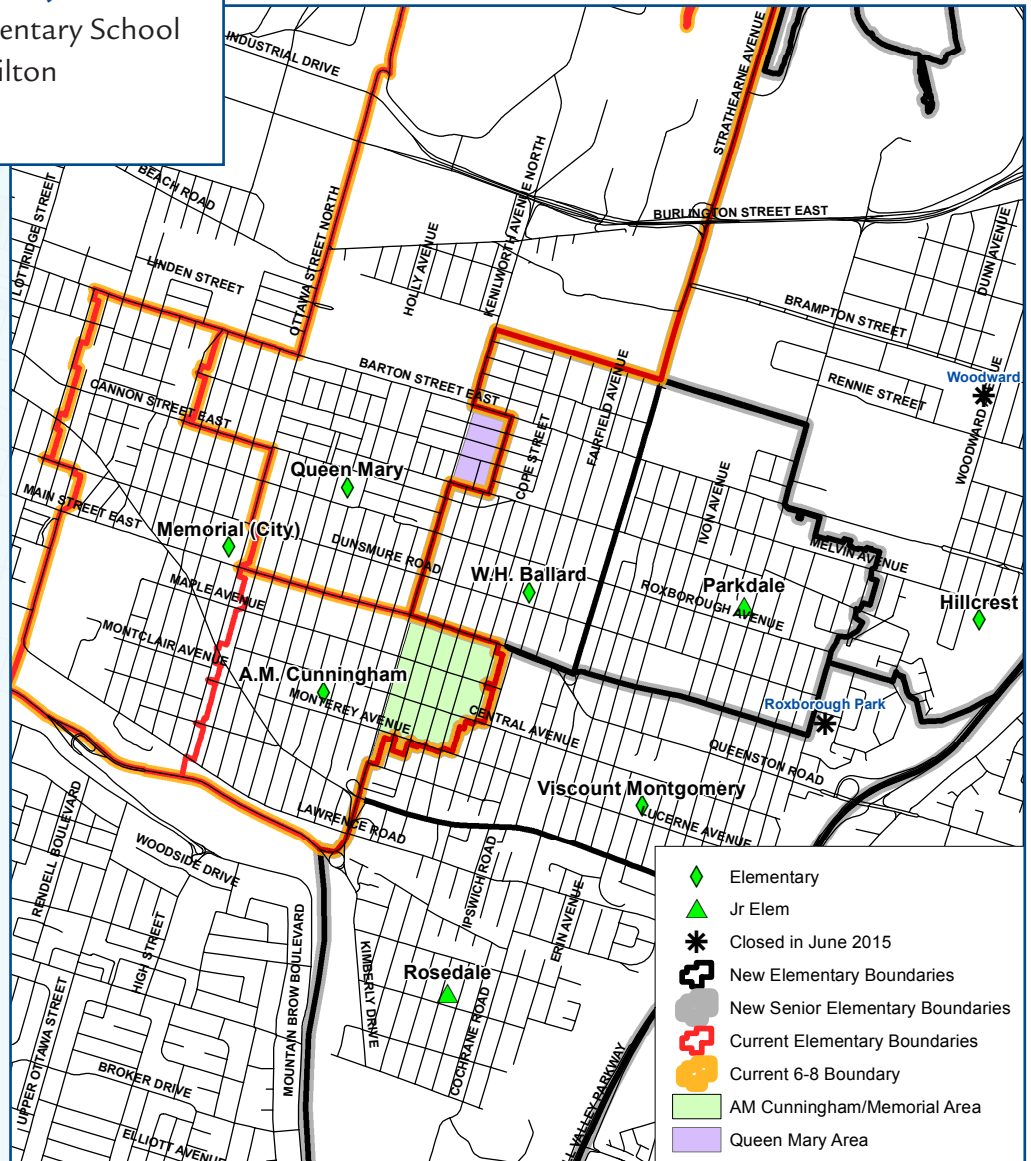 entary School
ilton
INDUSTRIAL DRIVE
STRATHEARNE AVENUE
BEACH ROAD
KENILWORTH AVENUE NORTH
LOTTRIDGE STREET
OTTAWA STREET NORTH
BURLINGTON STREET EAST
HOLLY AVENUE
DUNN AVENUE
LINDEN STREET
BRAMPTON STREET
BARTON STREET EAST
FAIRFIELD AVENUE
RENNIE STREET
Woodward
CANNON STREET EAST
COPE STREET
WOODWARD AVENUE
Queen Mary
IVON AVENUE
MAIN STREET EAST
Memorial (City)
DUNSMURE ROAD
MELVIN AVENUE
W.H. Ballard
Parkdale
MAPLE AVENUE
ROXBOROUGH AVENUE
Hillcrest
MONTCLAIR AVENUE
A.M. Cunningham
MONTEREY AVENUE
Roxborough Park
CENTRAL AVENUE
QUEENSTON ROAD
Viscount Montgomery
LAWRENCE ROAD
LUCERNE AVENUE
RENDELL BOULEVARD
WOODSIDE DRIVE
IPSWICH ROAD
ERIN AVENUE
HIGH STREET
MOUNTAIN BROW BOULEVARD
KIMBERLY DRIVE
Rosedale
COCHRANE ROAD
UPPER OTTAWA STREET
BROKER DRIVE
VALLEY PARKWAY
ELLIOTT AVENUE
Elementary
Jr Elem
Closed in June 2015
New Elementary Boundaries
New Senior Elementary Boundaries
Current Elementary Boundaries
Current 6-8 Boundary
AM Cunningham/Memorial Area
Queen Mary Area